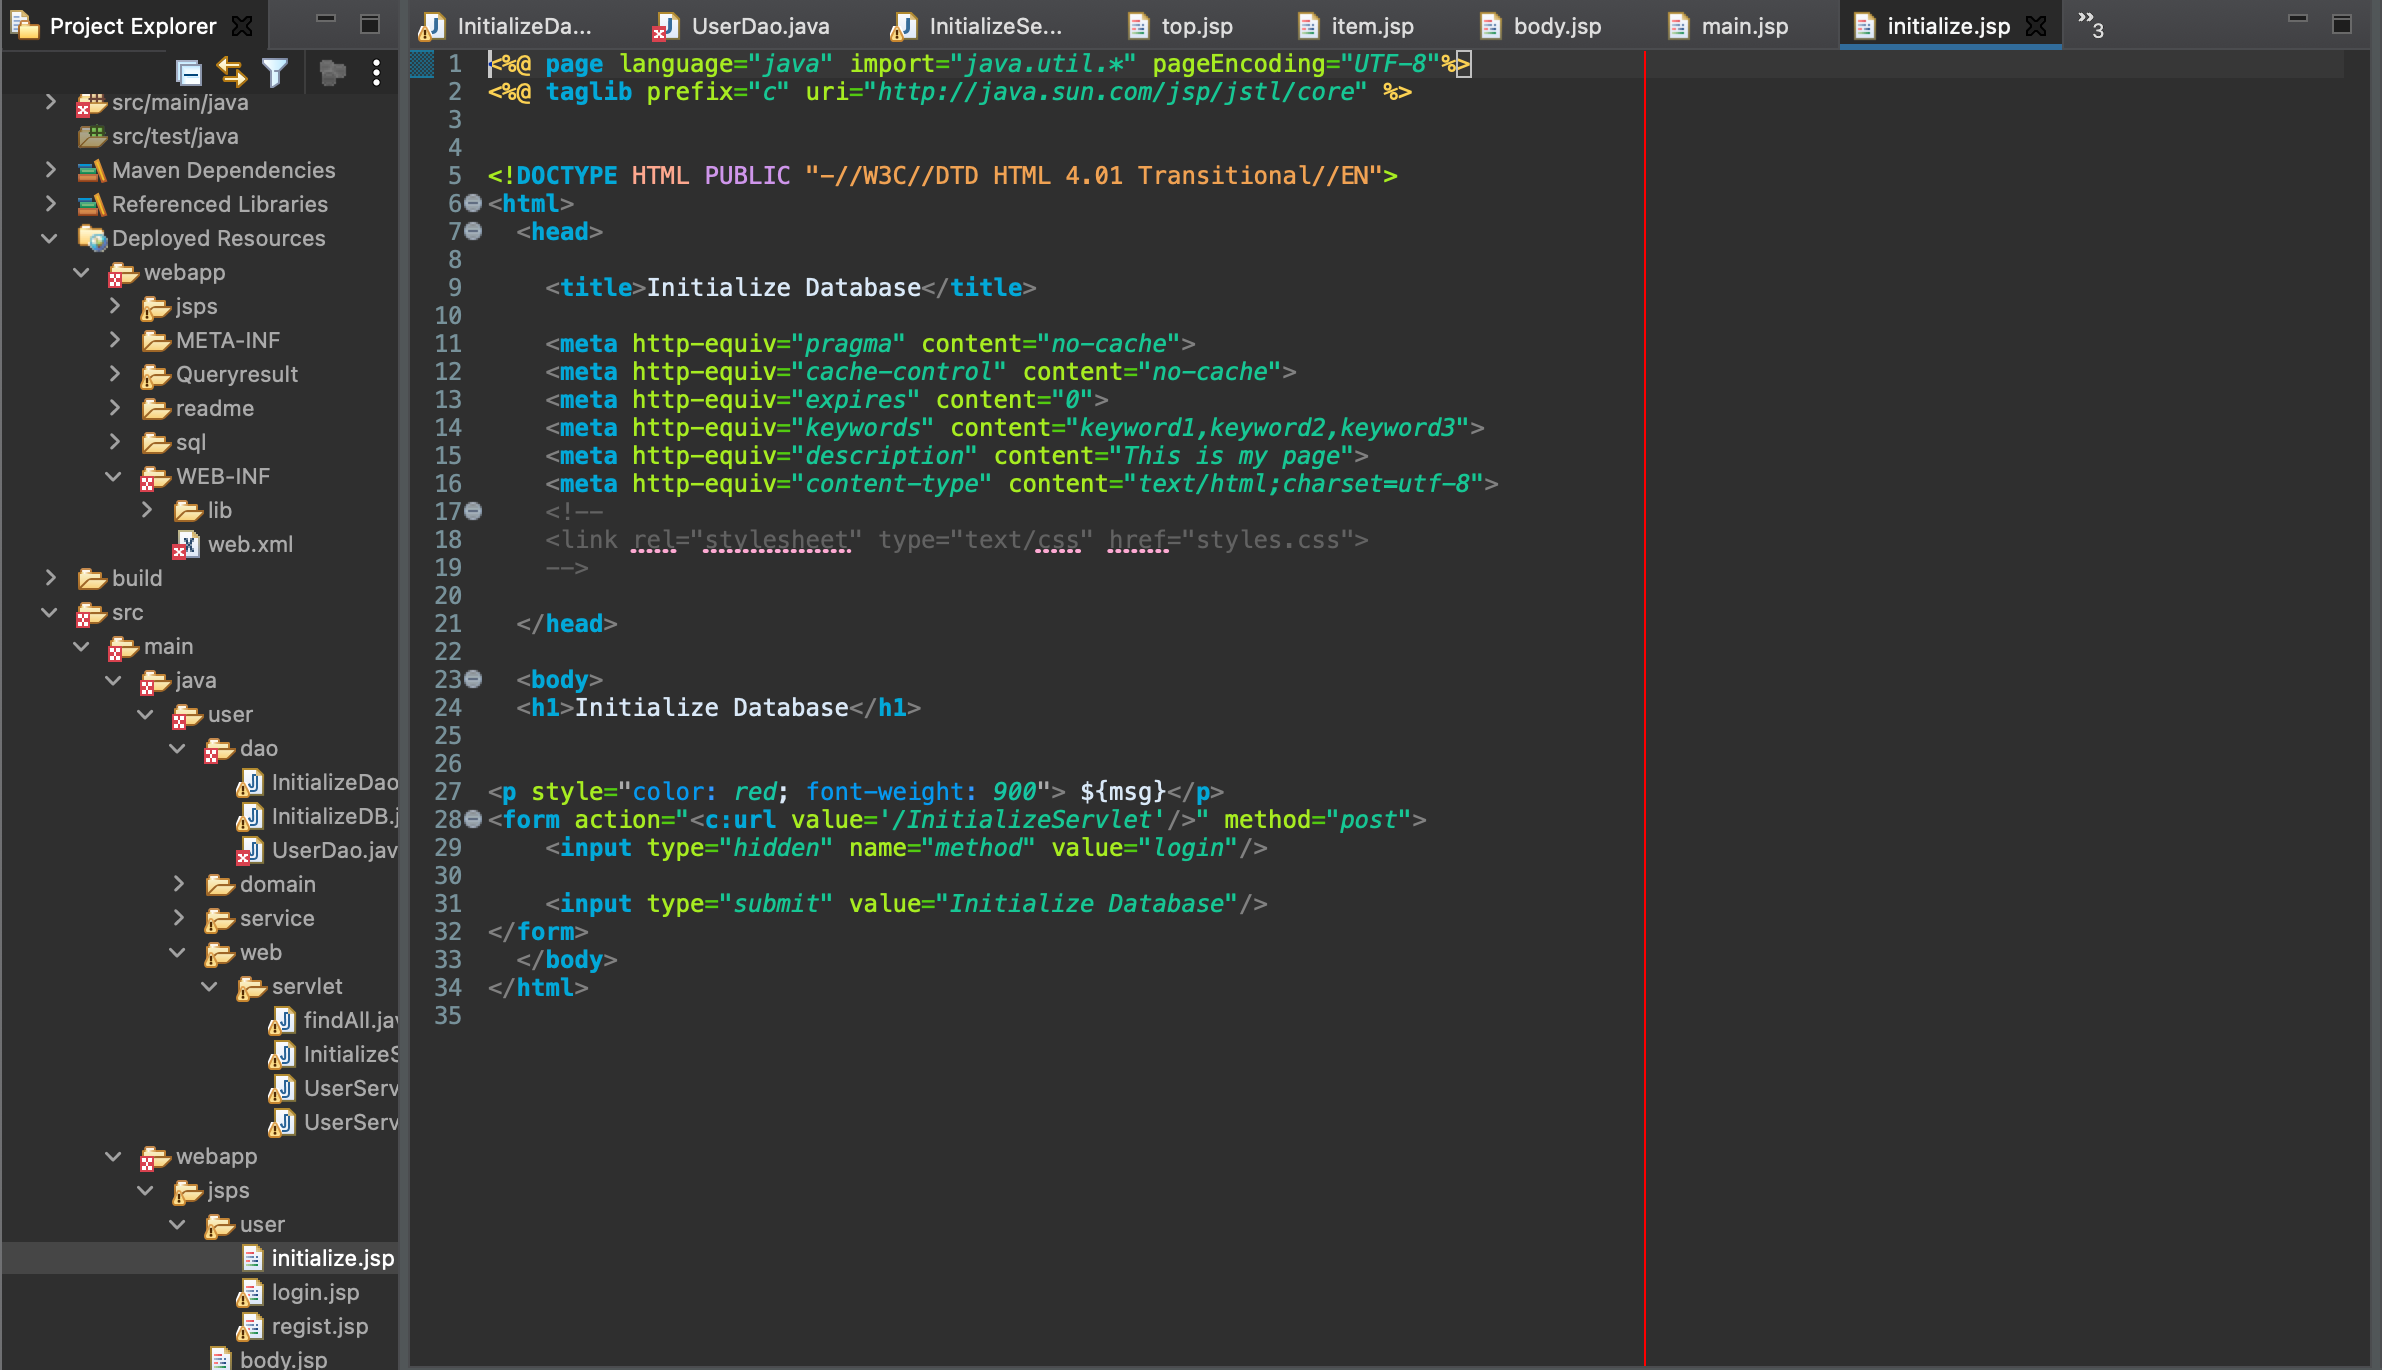 Project Explorer
src/main/java
src/test/java
Maven Dependencies
Referenced Libraries
Deployed Resources
webapp
jsps
META-INF
Queryresult
readme
sql
WEB-INF
lib
web.xml
build
src
main
java
user
dao
InitializeDao
InitializeDB.j
UserDao.jav
domain
service
web
servlet
findAll.jav
InitializeS
UserServ
UserServ
webapp
jsps
user
initialize.jsp
login.jsp
regist.jsp
body.jsp
InitializeDa...
UserDao.java
InitializeSe...
top.jsp
item.jsp
body.jsp
main.jsp
initialize.jsp
»3
1 <%@ page language="java" import="java.util.*" pageEncoding="UTF-8"%>
2 <%@ taglib prefix="c" uri="http://java.sun.com/jsp/jstl/core" %>
3
4
5 <!DOCTYPE HTML PUBLIC "-//W3C//DTD HTML 4.01 Transitional//EN">
6 <html>
7 <head>
8
9 <title>Initialize Database</title>
10
11 <meta http-equiv="pragma" content="no-cache">
12 <meta http-equiv="cache-control" content="no-cache">
13 <meta http-equiv="expires" content="0">
14 <meta http-equiv="keywords" content="keyword1,keyword2,keyword3">
15 <meta http-equiv="description" content="This is my page">
16 <meta http-equiv="content-type" content="text/html;charset=utf-8">
17 <!--
18 <link rel="stylesheet" type="text/css" href="styles.css">
19 -->
20
21 </head>
22
23 <body>
24 <h1>Initialize Database</h1>
25
26
27 <p style="color: red; font-weight: 900"> ${msg}</p>
28 <form action="<c:url value='/InitializeServlet'/>" method="post">
29 <input type="hidden" name="method" value="login"/>
30
31 <input type="submit" value="Initialize Database"/>
32 </form>
33 </body>
34 </html>
35